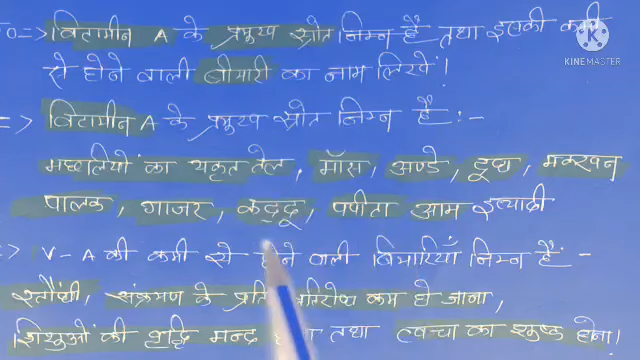 => विटामीन A के प्रमुख स्रोत निम्न हैं तथा इसकी कमी
से होने वाली बीमारी का नाम लिखें!
=> विटामीन A के प्रमुख स्रोत निम्न है :-
मछलियों का यकृत तेल, माँस, अण्डे, दूध, मक्खन
पालक, गाजर, कद्दू, पपीता आम इत्यादी
=> V-A की कमी से होने वाली बिमारियाँ निम्न हैं -
रतौंधी, संक्रमण के प्रति कम हो जाना,
शिशुओं की वृद्धि मन्द तथा त्वचा का शुष्क होना।
KINEMASTER